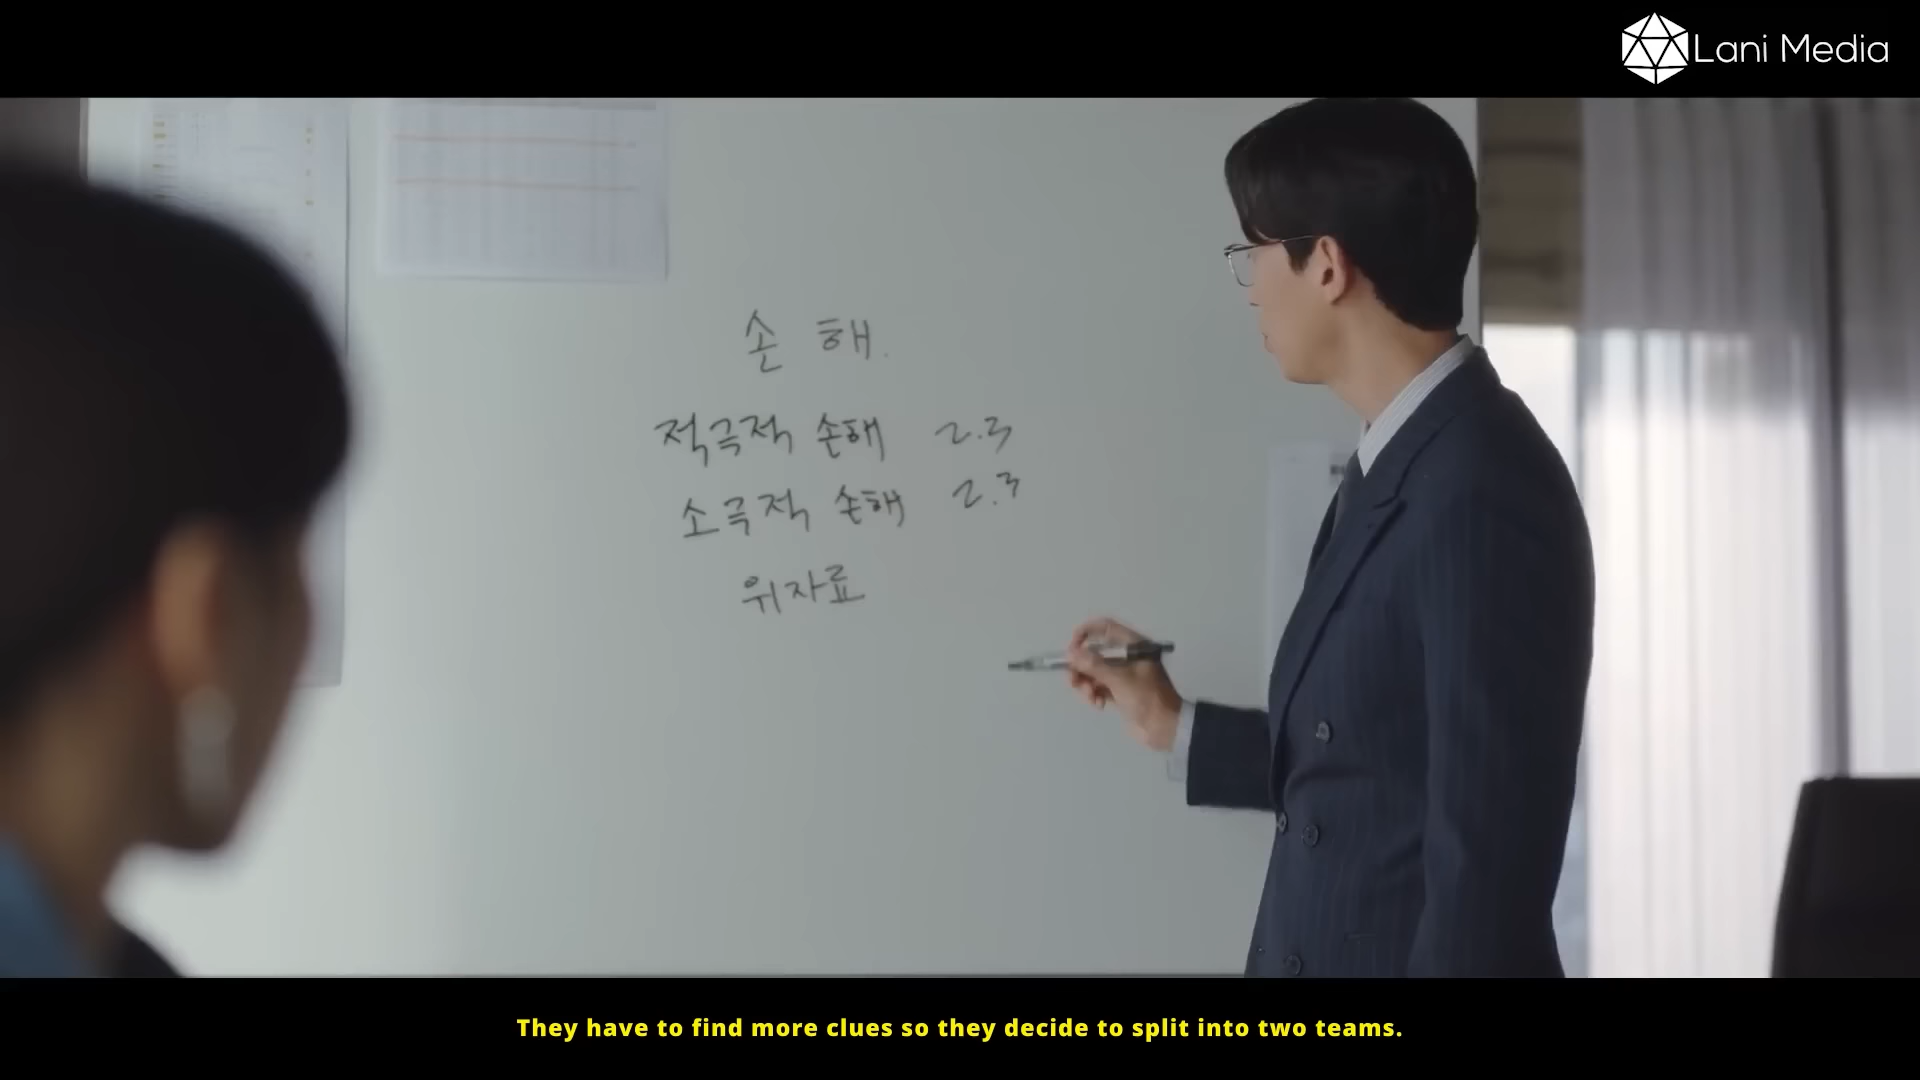 Lani Media
손 해.
적극적 손해 2.3
소극적 손해 2.3
위자료
They have to find more clues so they decide to split into two teams.